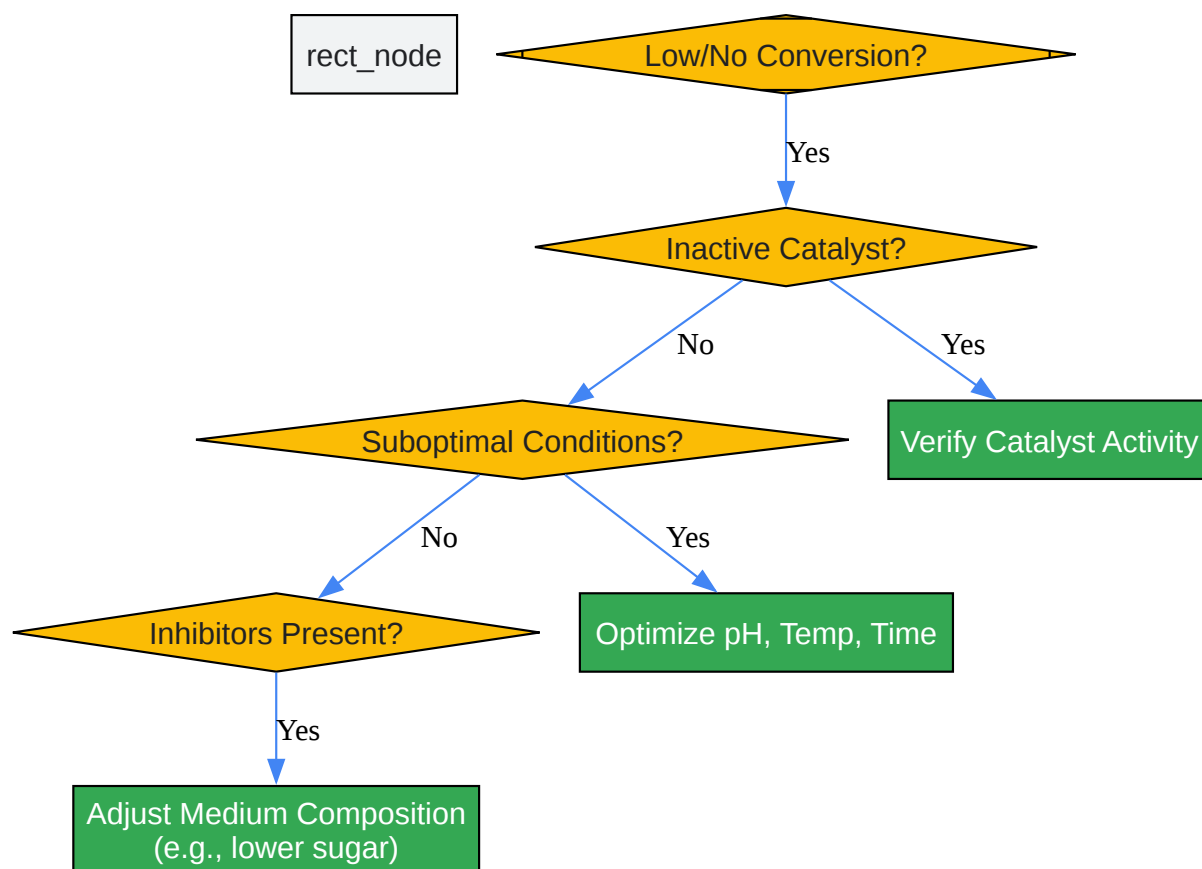 rect_node
Low/No Conversion?
Yes
Inactive Catalyst?
No
Yes
Suboptimal Conditions?
Verify Catalyst Activity
No
Yes
Inhibitors Present?
Optimize pH, Temp, Time
Yes
Adjust Medium Composition
(e.g., lower sugar)